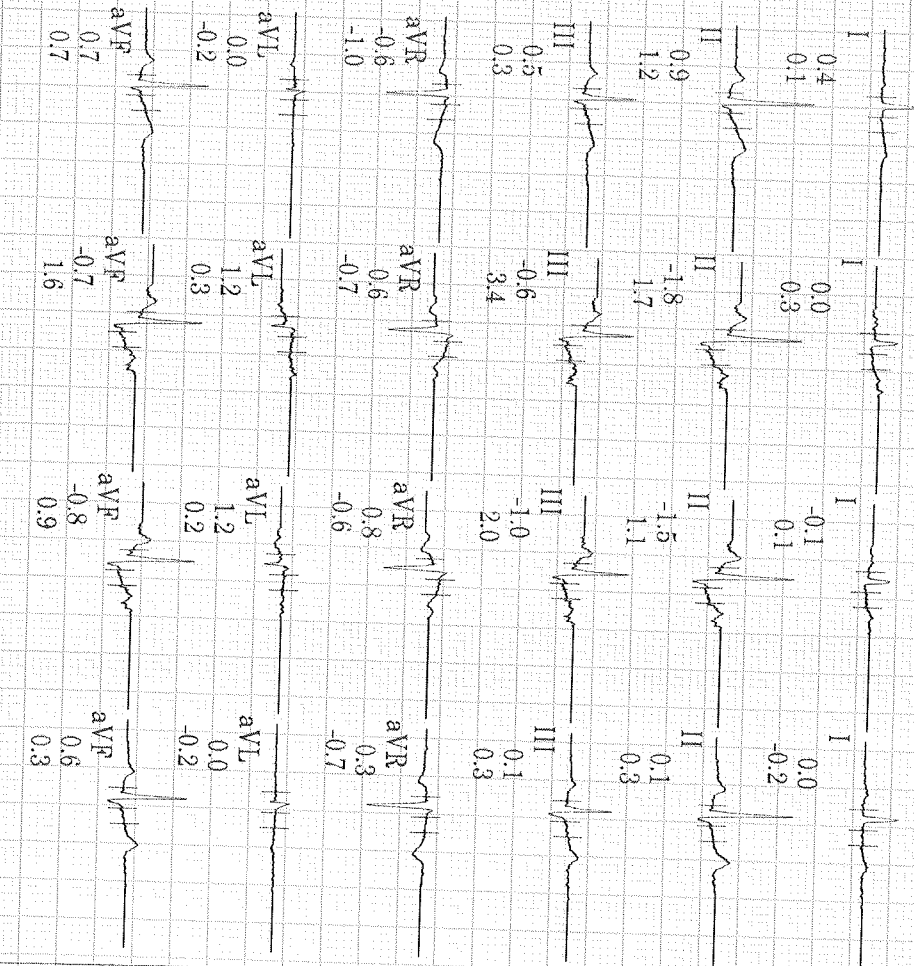 I I I I
0.4 0.0 -0.1 0.0
0.1 0.3 0.1 -0.2
II II II II
0.9 -1.8 -1.5 0.1
1.2 1.7 1.1 0.3
III III III III
0.5 -0.6 -1.0 0.1
0.3 3.4 2.0 0.3
aVR aVR aVR aVR
-0.6 0.6 0.8 0.3
-1.0 -0.7 -0.6 -0.7
aVL aVL aVL aVL
0.0 1.2 1.2 0.0
-0.2 0.3 0.2 -0.2
aVF aVF aVF aVF
0.7 -0.7 -0.8 0.6
0.7 1.6 0.9 0.3